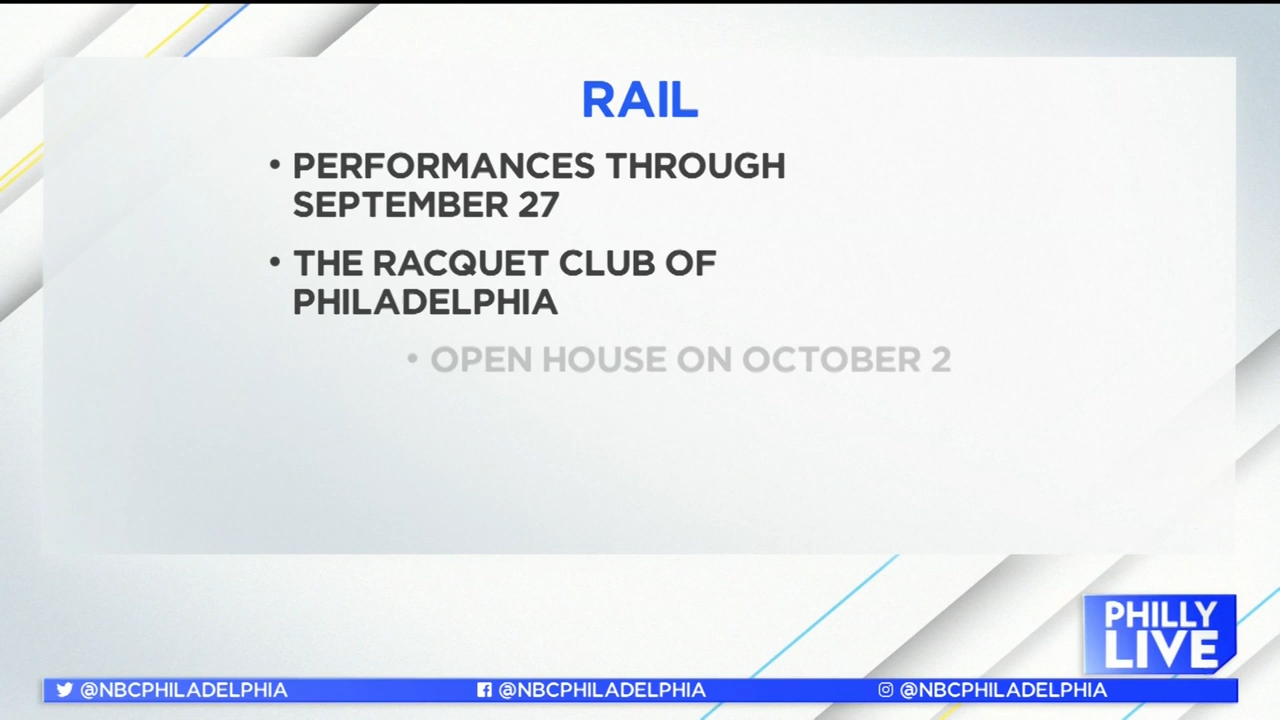 RAIL
• PERFORMANCES THROUGH
SEPTEMBER 27
• THE RACQUET CLUB OF
PHILADELPHIA
• OPEN HOUSE ON OCTOBER 2
PHILLY
LIVE
@NBCPHILADELPHIA @NBCPHILADELPHIA @NBCPHILADELPHIA